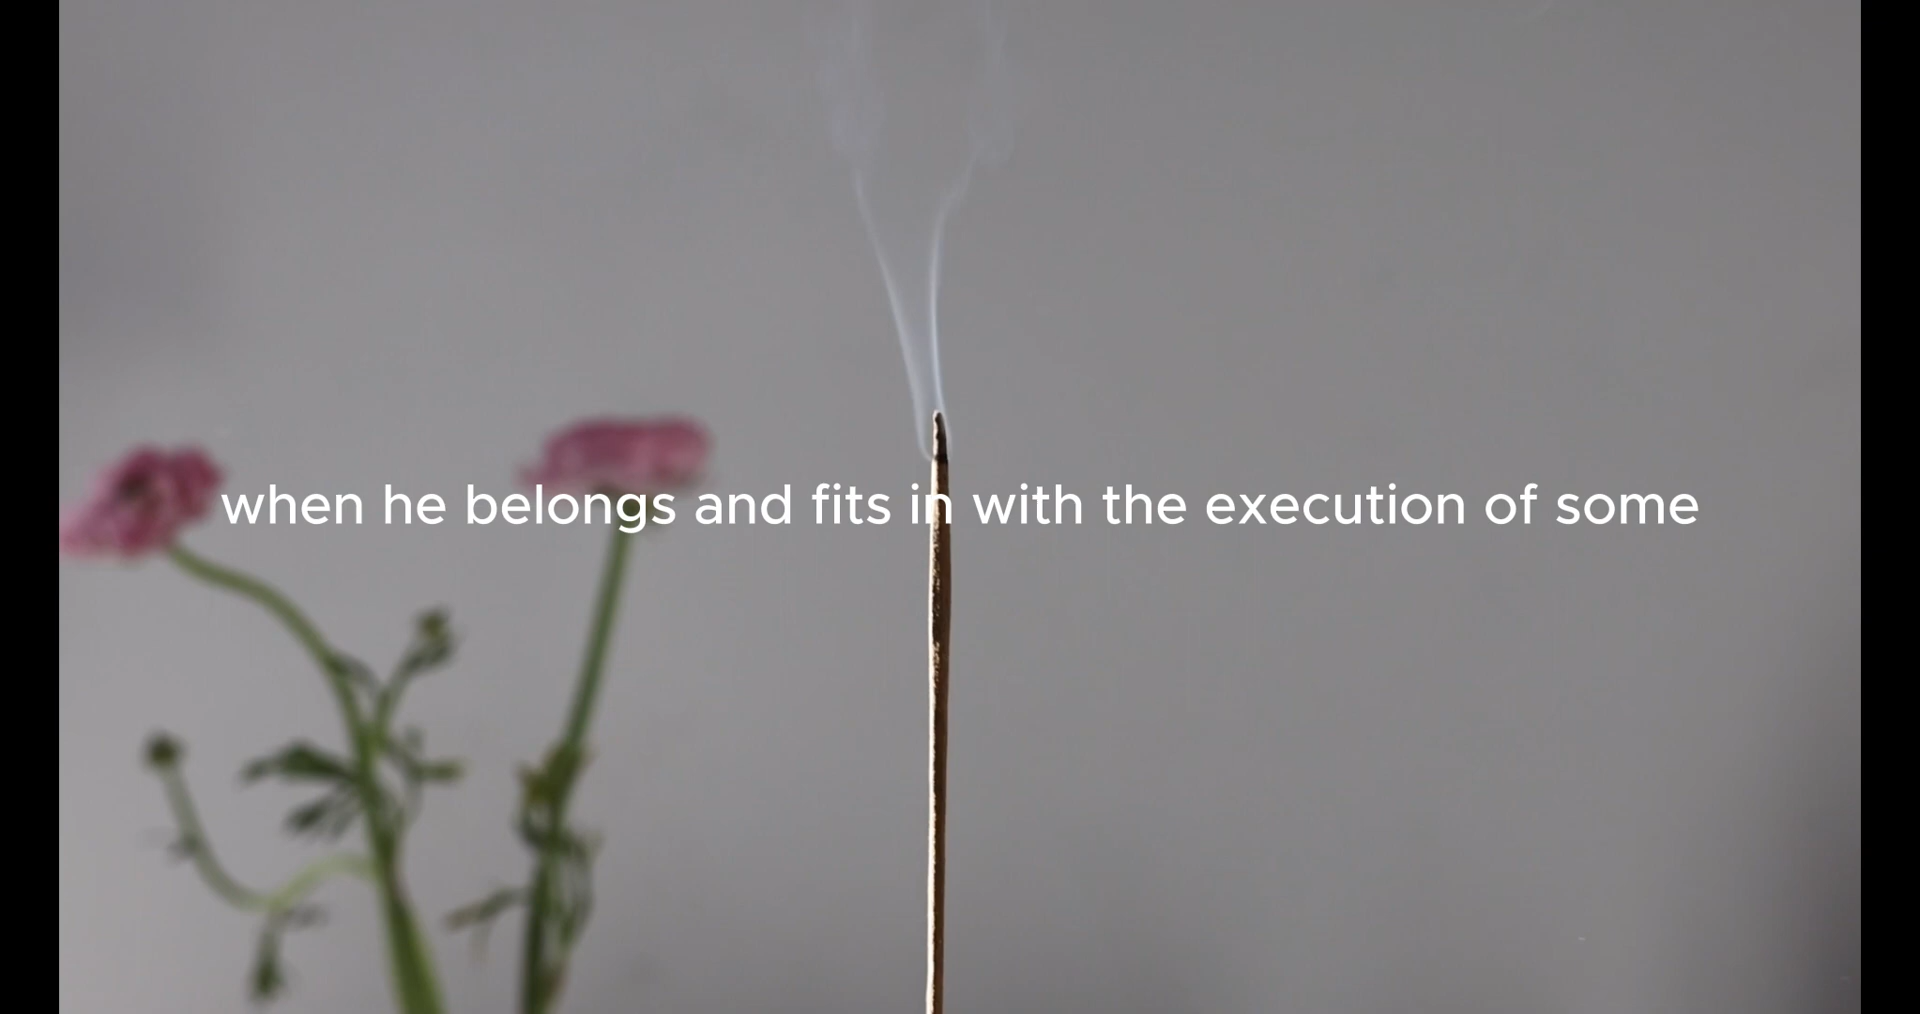 when he belongs and fits in with the execution of some